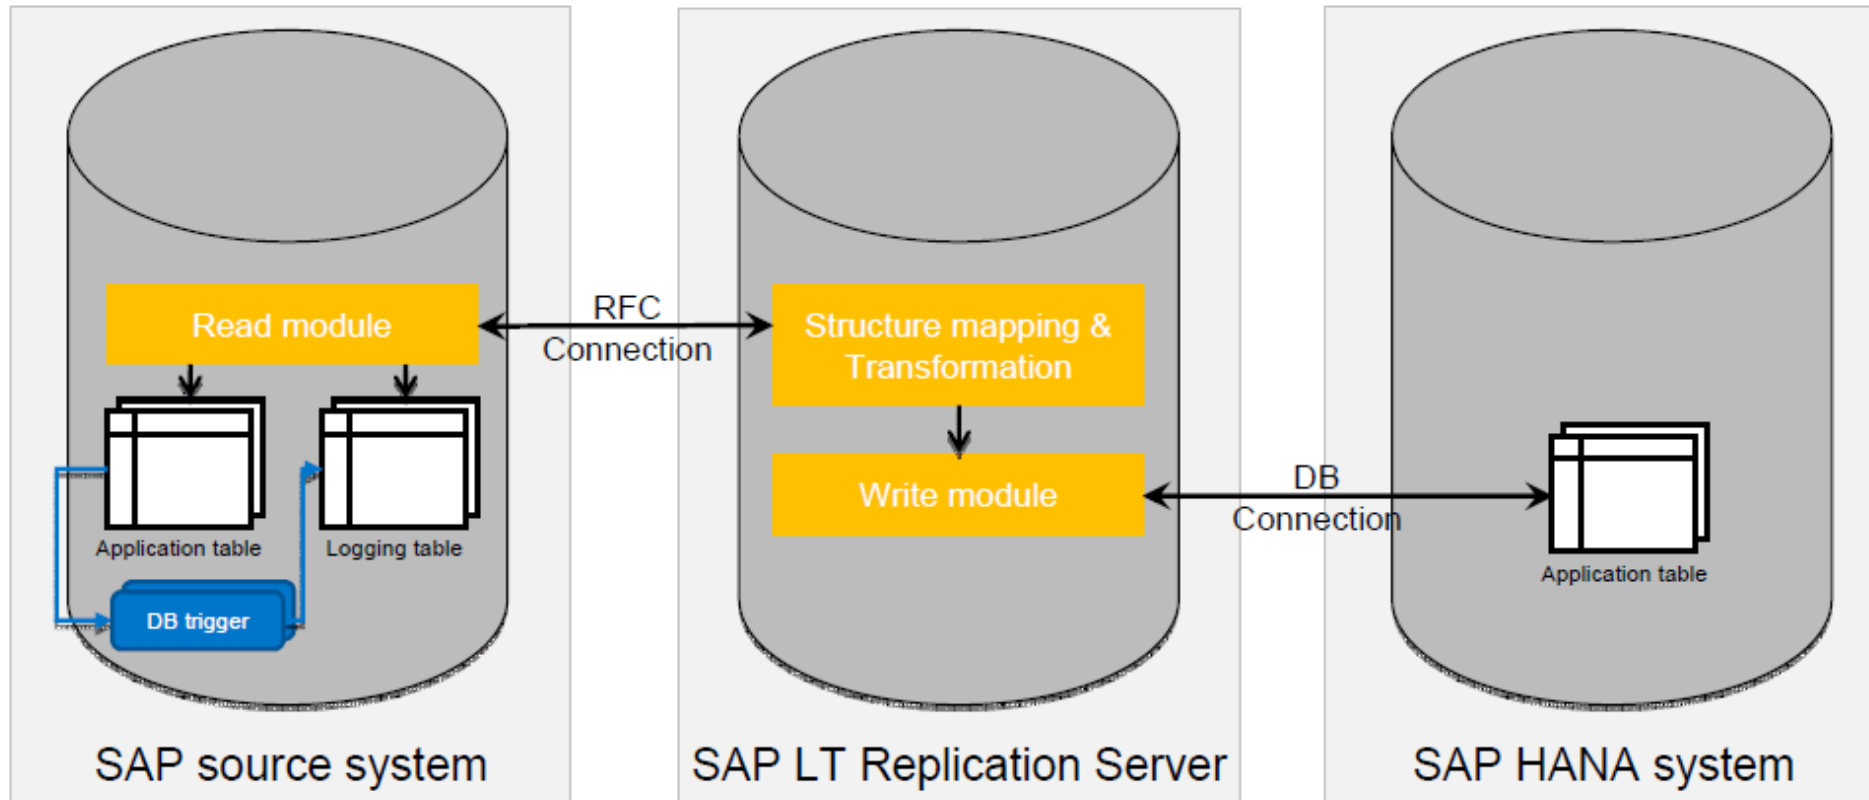 Read module
Application table
Logging table
DB trigger
SAP source system
RFC
Connection
Structure mapping &
Transformation
Write module
SAP LT Replication Server
DB
Connection
Application table
SAP HANA system